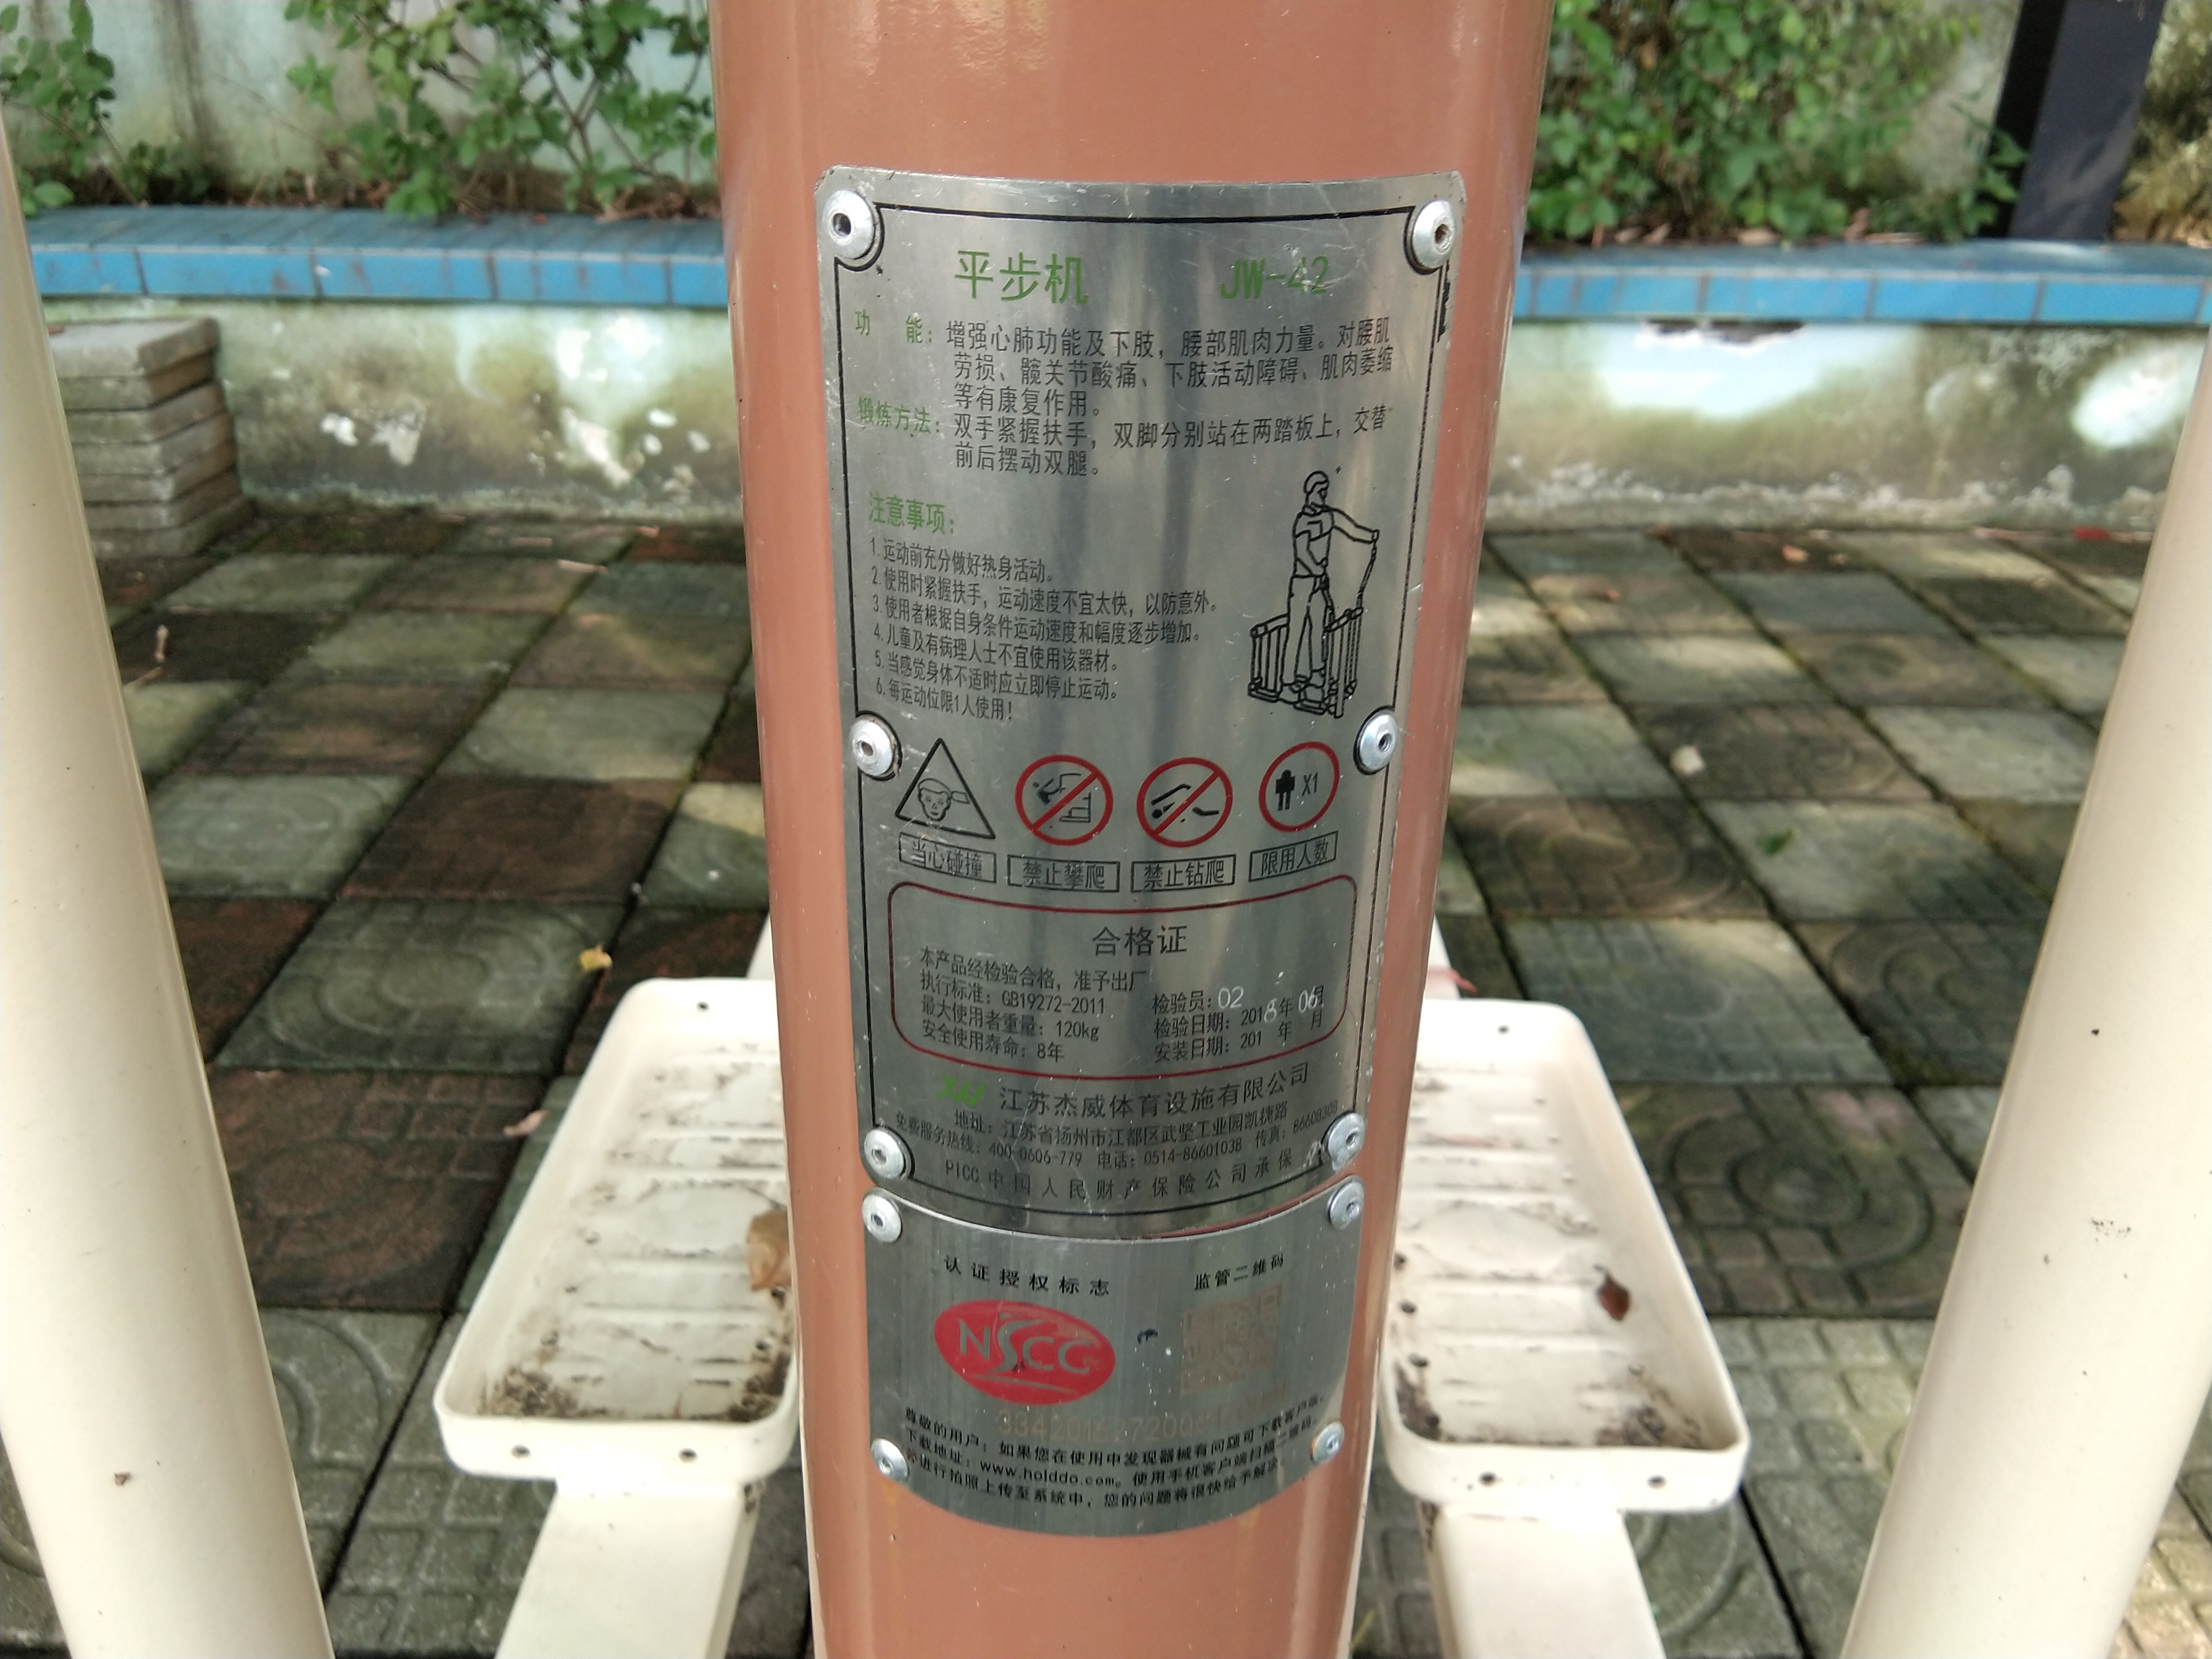 平步机 JW-42
功 能：增强心肺功能及下肢，腰部肌肉力量。对腰肌
劳损、髋关节酸痛、下肢活动障碍、肌肉萎缩
等有康复作用。
锻炼方法：双手紧握扶手，双脚分别站在两踏板上，交替
前后摆动双腿。
注意事项：
1.运动前充分做好热身活动。
2.使用时紧握扶手，运动速度不宜太快，以防意外。
3.使用者根据自身条件运动速度和幅度逐步增加。
4.儿童及有病理人士不宜使用该器材。
5.当感觉身体不适时应立即停止运动。
6.每运动位限1人使用！
X1
当心碰撞 禁止攀爬 禁止钻爬 限用人数
合格证
本产品经检验合格，准予出厂
执行标准：GB19272-2011 检验员：02
最大使用者重量：120kg 检验日期：2018年06月
安全使用寿命：8年 安装日期：201 年 月
江苏杰威体育设施有限公司
地址：江苏省扬州市江都区武坚工业园凯捷路
免费服务热线：400-0606-779 电话：0514-86601038 传真：86600308
PICC中国人民财产保险公司承保
认证授权标志 监管二维码
NSCC
尊敬的用户：如果您在使用中发现器械有问题可下载客户端，
下载地址：www.holddo.com。使用手机客户端扫描二维码，
并进行拍照上传至系统中，您的问题将很快给予解决。